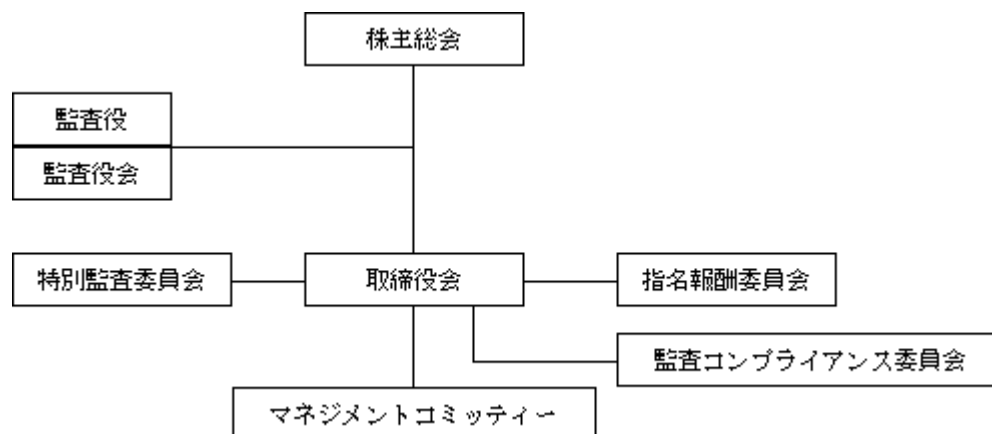 株主総会
監査役
監査役会
特別監査委員会
取締役会
指名報酬委員会
監査コンプライアンス委員会
マネジメントコミッティー